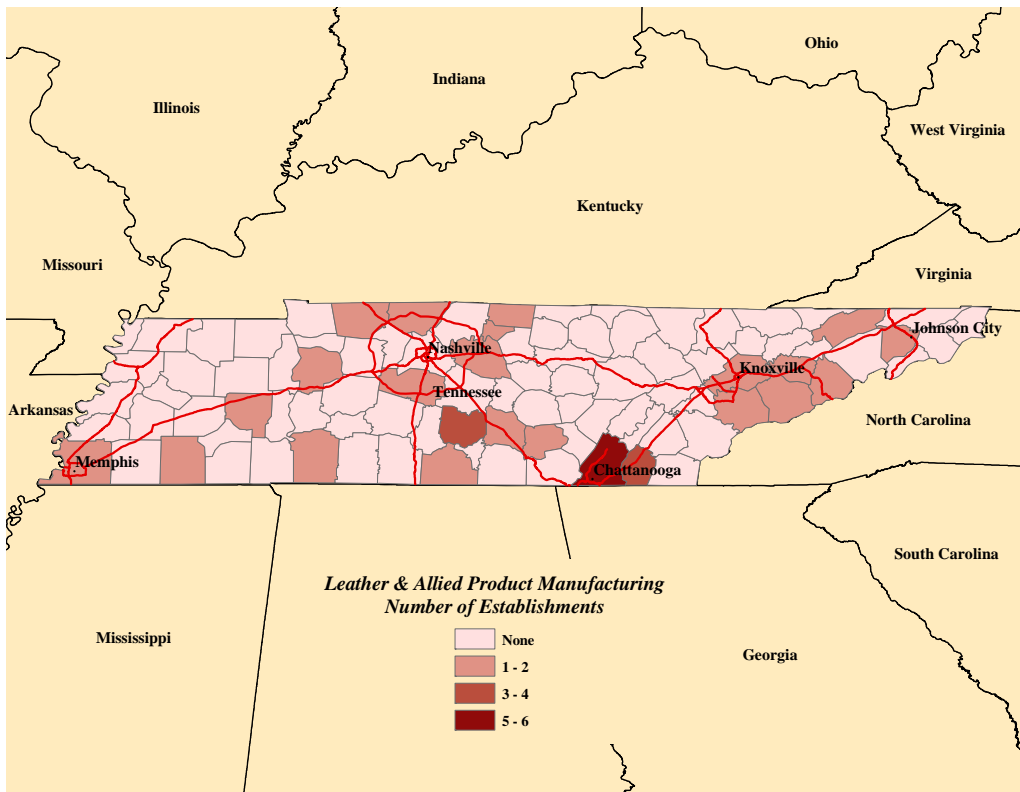 Ohio
Indiana
Illinois
West Virginia
Kentucky
Missouri
Virginia
Johnson City
Nashville
Knoxville
Tennessee
Arkansas
North Carolina
Memphis
Chattanooga
South Carolina
Leather & Allied Product Manufacturing
Number of Establishments
Mississippi
None
Georgia
1 - 2
3 - 4
5 - 6